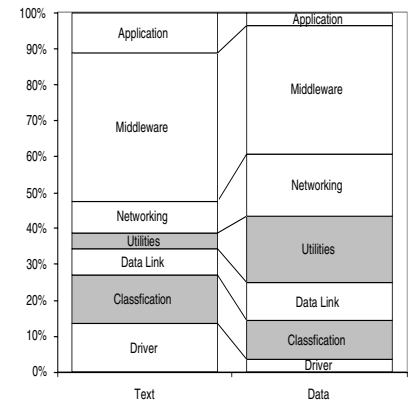 100%
90%
80%
70%
60%
50%
40%
30%
20%
10%
0%
Application
Middleware
Networking
Utilities
Data Link
Classfication
Driver
Application
Middleware
Networking
Utilities
Data Link
Classfication
Driver
Text
Data